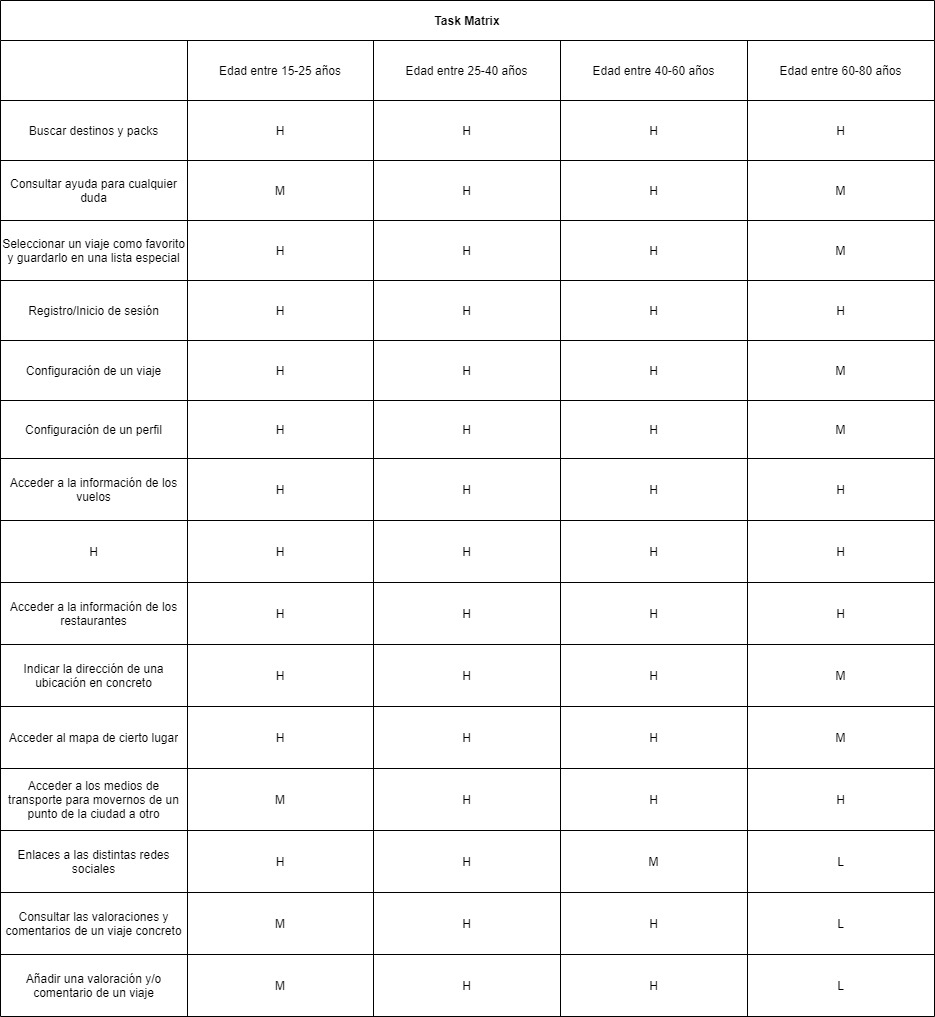 Task Matrix
Edad entre 15-25 años Edad entre 25-40 años Edad entre 40-60 años Edad entre 60-80 años
Buscar destinos y packs H H H H
Consultar ayuda para cualquier
duda M H H M
Seleccionar un viaje como favorito
y guardarlo en una lista especial H H H M
Registro/Inicio de sesión H H H H
Configuración de un viaje H H H M
Configuración de un perfil H H H M
Acceder a la información de los
vuelos H H H H
H H H H H
Acceder a la información de los
restaurantes H H H H
Indicar la dirección de una
ubicación en concreto H H H M
Acceder al mapa de cierto lugar H H H M
Acceder a los medios de
transporte para movernos de un
punto de la ciudad a otro M H H H
Enlaces a las distintas redes
sociales H H M L
Consultar las valoraciones y
comentarios de un viaje concreto M H H L
Añadir una valoración y/o
comentario de un viaje M H H L